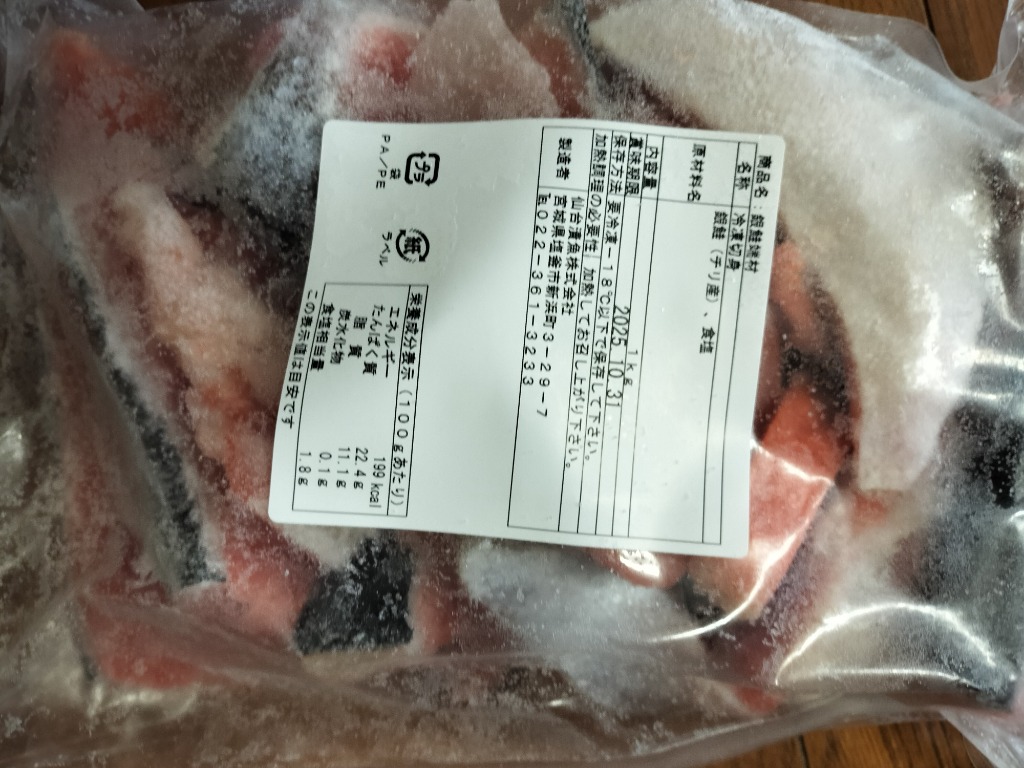 商品名：銀鮭端材
名称 冷凍切身
原材料名 銀鮭（チリ産）、食塩
内容量 1kg
賞味期限 2025.10.31
保存方法 要冷凍-18℃以下で保存して下さい。
加熱調理の必要性 加熱してお召し上がり下さい。
製造者 仙台湾魚株式会社
宮城県塩釜市新浜町3-29-7
℡022-361-3233
プラ
袋
PA/PE
紙
ラベル
栄養成分表示（100gあたり）
エネルギー 199kcal
たんぱく質 22.4g
脂質 11.1g
炭水化物 0.1g
食塩相当量 1.8g
この表示値は目安です